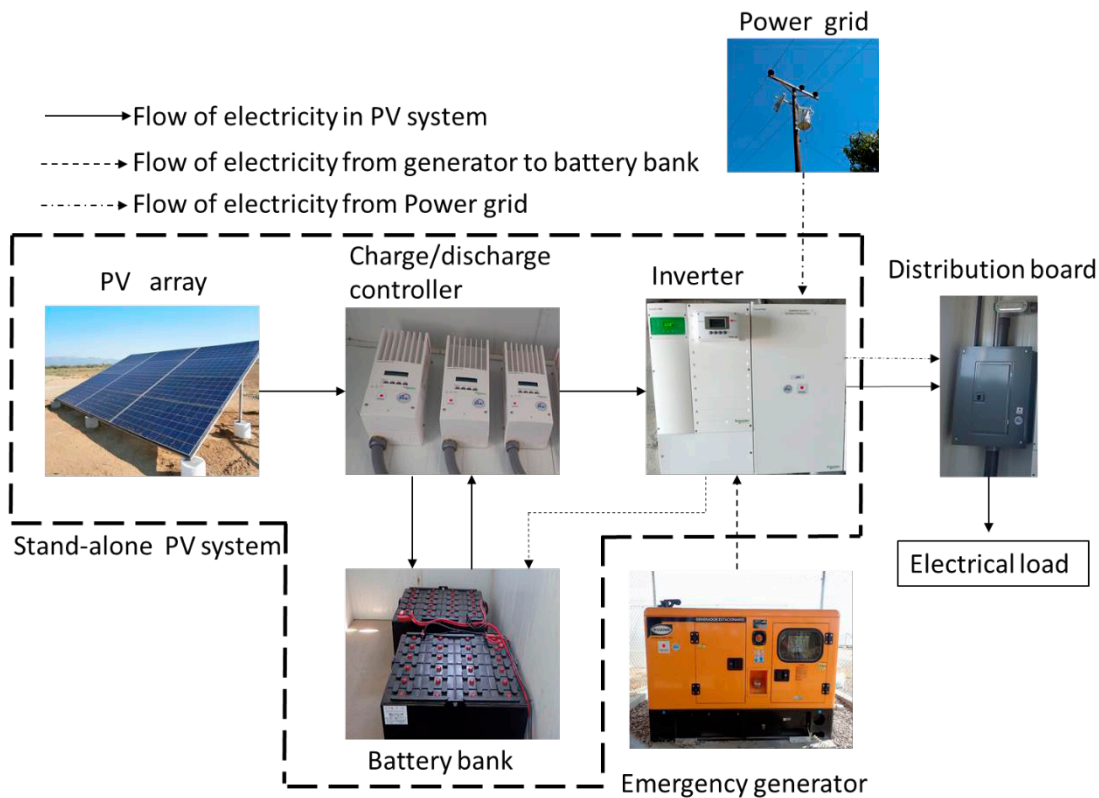 Power grid
Flow of electricity in PV system
Flow of electricity from generator to battery bank
Flow of electricity from Power grid
PV array
Charge/discharge
controller
Inverter
Distribution board
Stand-alone PV system
Electrical load
GENERADOR ESTACIONARIO
Battery bank
Emergency generator